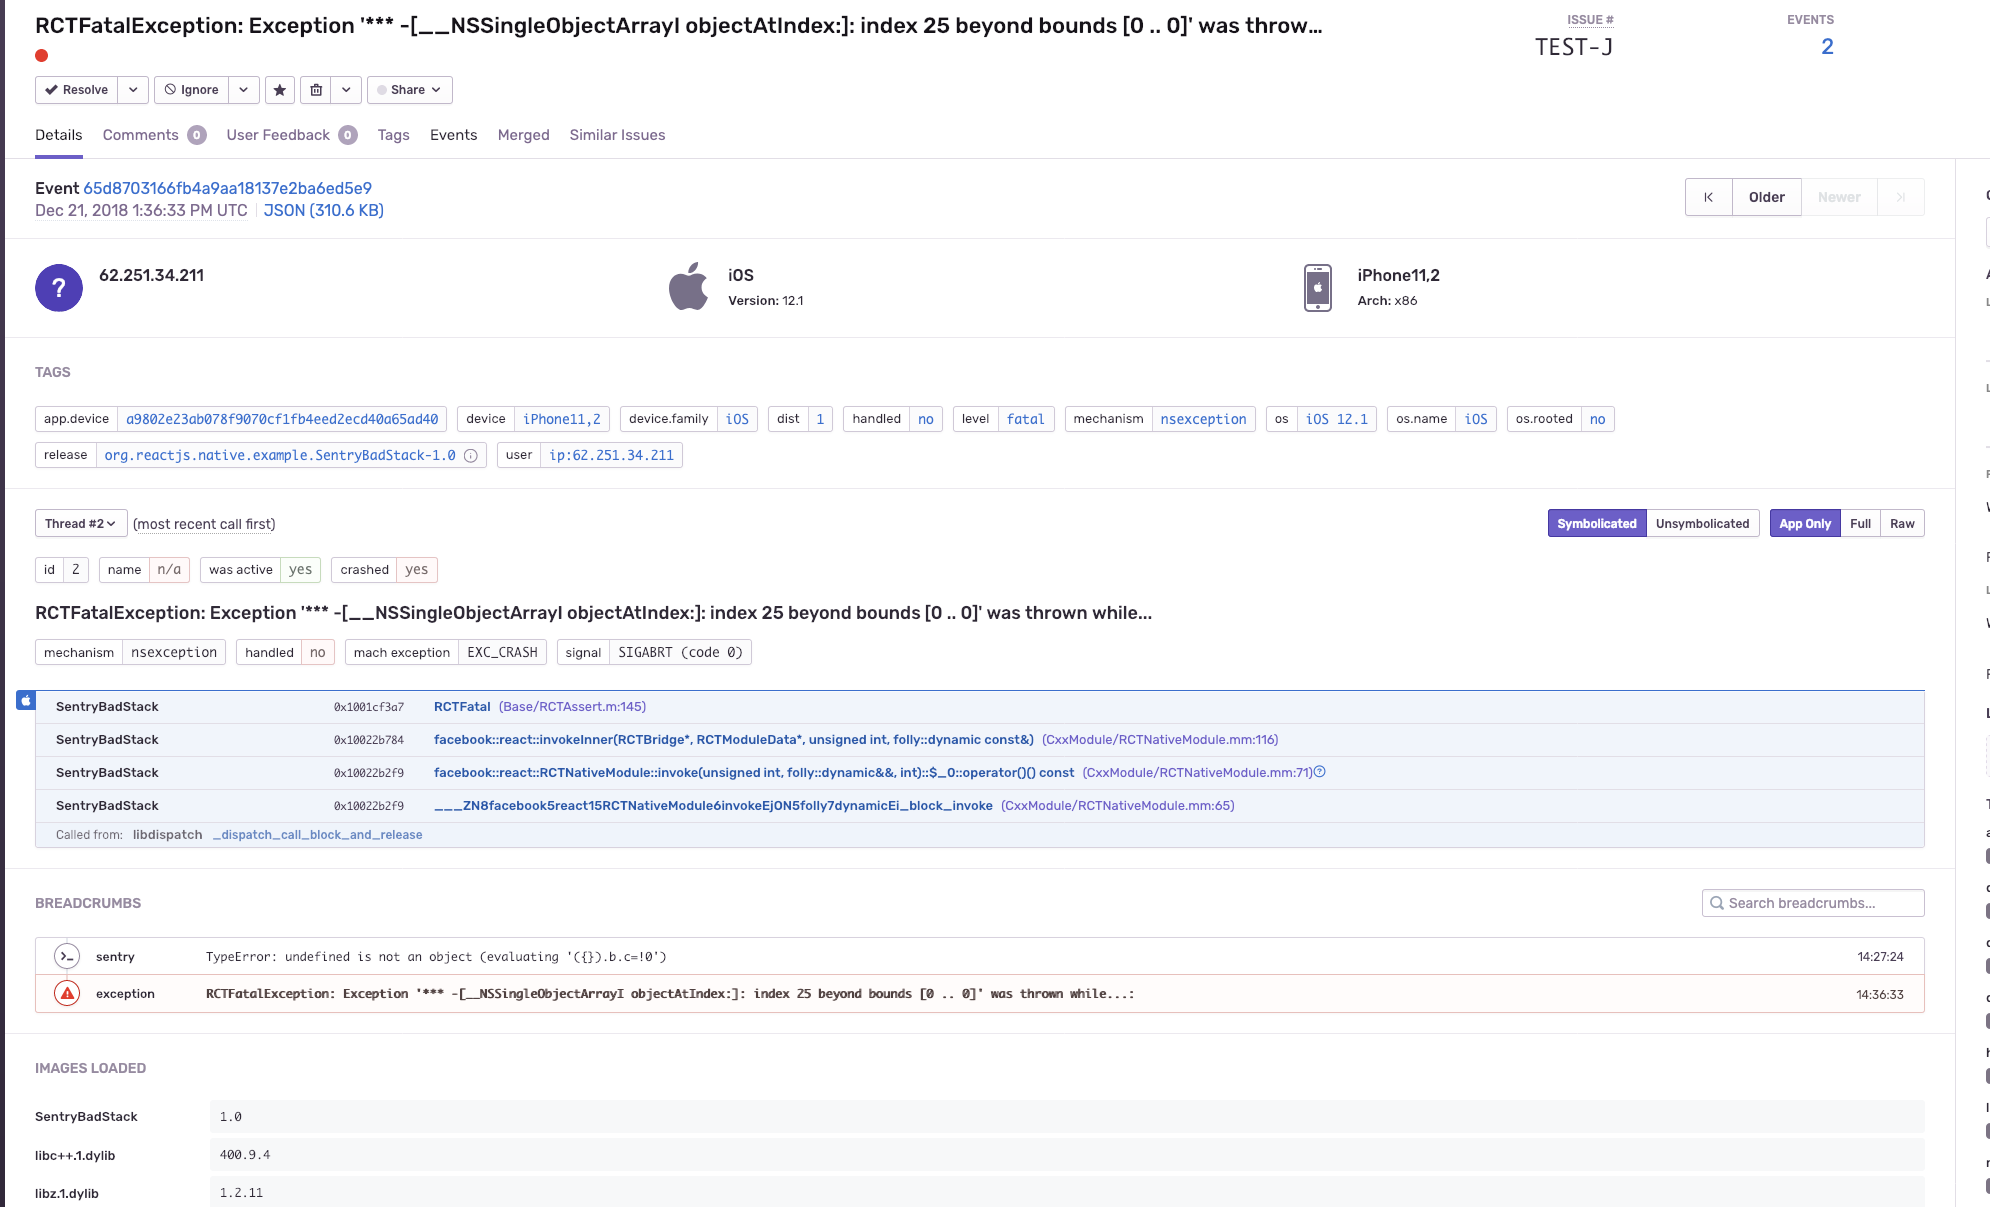 RCTFatalException: Exception '*** -[__NSSingleObjectArrayI objectAtIndex:]: index 25 beyond bounds [0 .. 0]' was throw...
ISSUE # EVENTS
TEST-J 2
Resolve Ignore Share
Details Comments 0 User Feedback 0 Tags Events Merged Similar Issues
Event 65d8703166fb4a9aa18137e2ba6ed5e9
Dec 21, 2018 1:36:33 PM UTC JSON (310.6 KB)
Older Newer
? 62.251.34.211
iOS
Version: 12.1
iPhone11,2
Arch: x86
TAGS
app.device a9802e23ab078f9070cf1fb4eed2ecd40a65ad40 device iPhone11,2 device.family iOS dist 1 handled no level fatal mechanism nsexception os iOS 12.1 os.name iOS os.rooted no
release org.reactjs.native.example.SentryBadStack-1.0 user ip:62.251.34.211
Thread #2 (most recent call first) Symbolicated Unsymbolicated App Only Full Raw
id 2 name n/a was active yes crashed yes
RCTFatalException: Exception '*** -[__NSSingleObjectArrayI objectAtIndex:]: index 25 beyond bounds [0 .. 0]' was thrown while...
mechanism nsexception handled no mach exception EXC_CRASH signal SIGABRT (code 0)
SentryBadStack 0x1001cf3a7 RCTFatal (Base/RCTAssert.m:145)
SentryBadStack 0x10022b784 facebook::react::invokeInner(RCTBridge*, RCTModuleData*, unsigned int, folly::dynamic const&) (CxxModule/RCTNativeModule.mm:116)
SentryBadStack 0x10022b2f9 facebook::react::RCTNativeModule::invoke(unsigned int, folly::dynamic&&, int)::$_0::operator()() const (CxxModule/RCTNativeModule.mm:71)
SentryBadStack 0x10022b2f9 ___ZN8facebook5react15RCTNativeModule6invokeEjON5folly7dynamicEi_block_invoke (CxxModule/RCTNativeModule.mm:65)
Called from: libdispatch _dispatch_call_block_and_release
BREADCRUMBS Search breadcrumbs...
sentry TypeError: undefined is not an object (evaluating '({}).b.c=!0') 14:27:24
exception RCTFatalException: Exception '*** -[__NSSingleObjectArrayI objectAtIndex:]: index 25 beyond bounds [0 .. 0]' was thrown while...: 14:36:33
IMAGES LOADED
SentryBadStack 1.0
libc++.1.dylib 400.9.4
libz.1.dylib 1.2.11